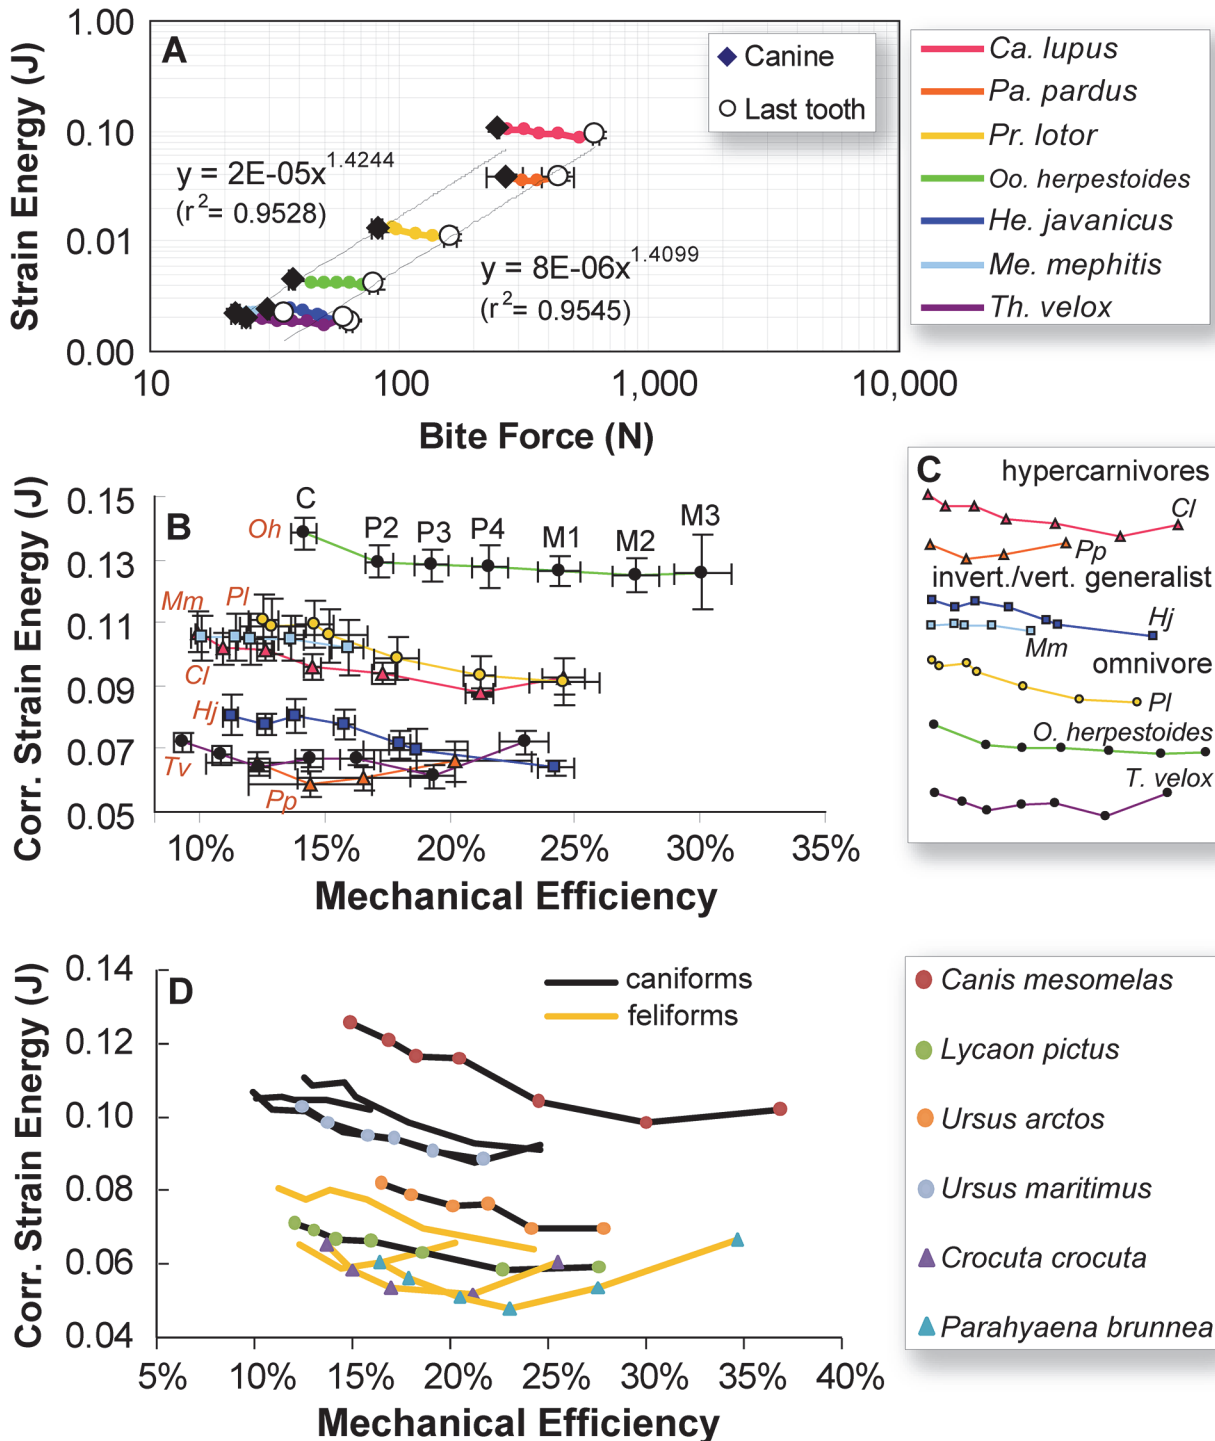 A
Strain Energy (J)
1.00
0.10
0.01
0.00
10
100
1,000
10,000
Bite Force (N)
Canine
Last tooth
y = 2E-05x^1.4244
(r^2= 0.9528)
y = 8E-06x^1.4099
(r^2= 0.9545)
Ca. lupus
Pa. pardus
Pr. lotor
Oo. herpestoides
He. javanicus
Me. mephitis
Th. velox
B
Corr. Strain Energy (J)
0.15
0.13
0.11
0.09
0.07
0.05
10%
15%
20%
25%
30%
35%
Mechanical Efficiency
C
P2
P3
P4
M1
M2
M3
Oh
Mm
Pl
Cl
Hj
Tv
Pp
C
hypercarnivores
Cl
Pp
invert./vert. generalist
Hj
Mm
omnivore
Pl
O. herpestoides
T. velox
D
Corr. Strain Energy (J)
0.14
0.12
0.10
0.08
0.06
0.04
5%
10%
15%
20%
25%
30%
35%
40%
Mechanical Efficiency
caniforms
feliforms
Canis mesomelas
Lycaon pictus
Ursus arctos
Ursus maritimus
Crocuta crocuta
Parahyaena brunnea